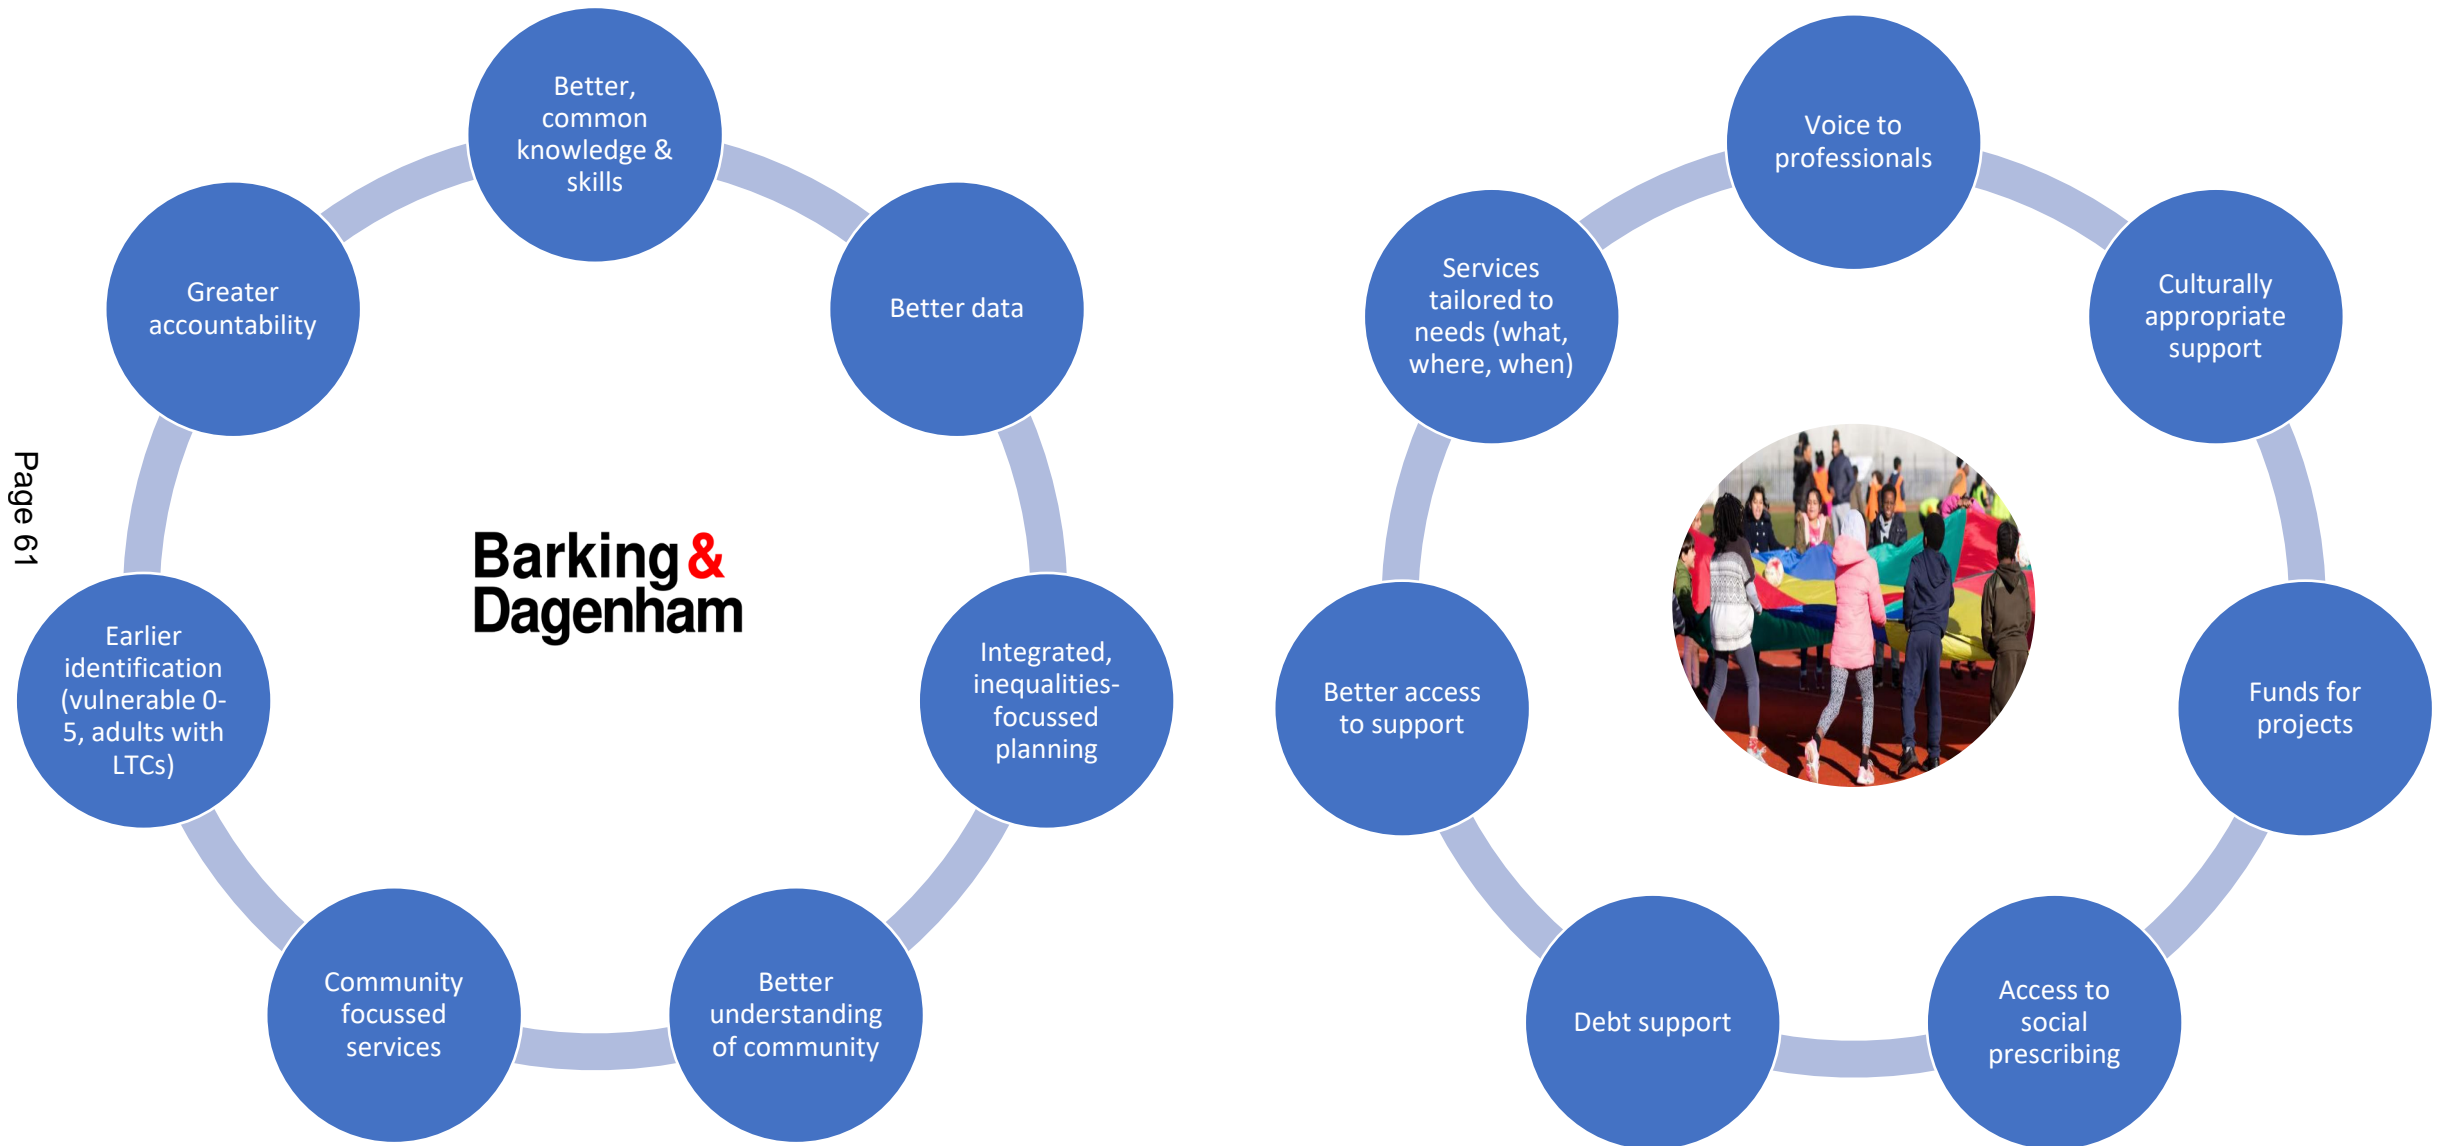 Better,
common
knowledge &
skills
Better data
Integrated,
inequalities-
focussed
planning
Better
understanding
of community
Community
focussed
services
Earlier
identification
(vulnerable 0-
5, adults with
LTCs)
Greater
accountability
Barking &
Dagenham
Voice to
professionals
Culturally
appropriate
support
Funds for
projects
Access to
social
prescribing
Debt support
Better access
to support
Services
tailored to
needs (what,
where, when)
Page 61